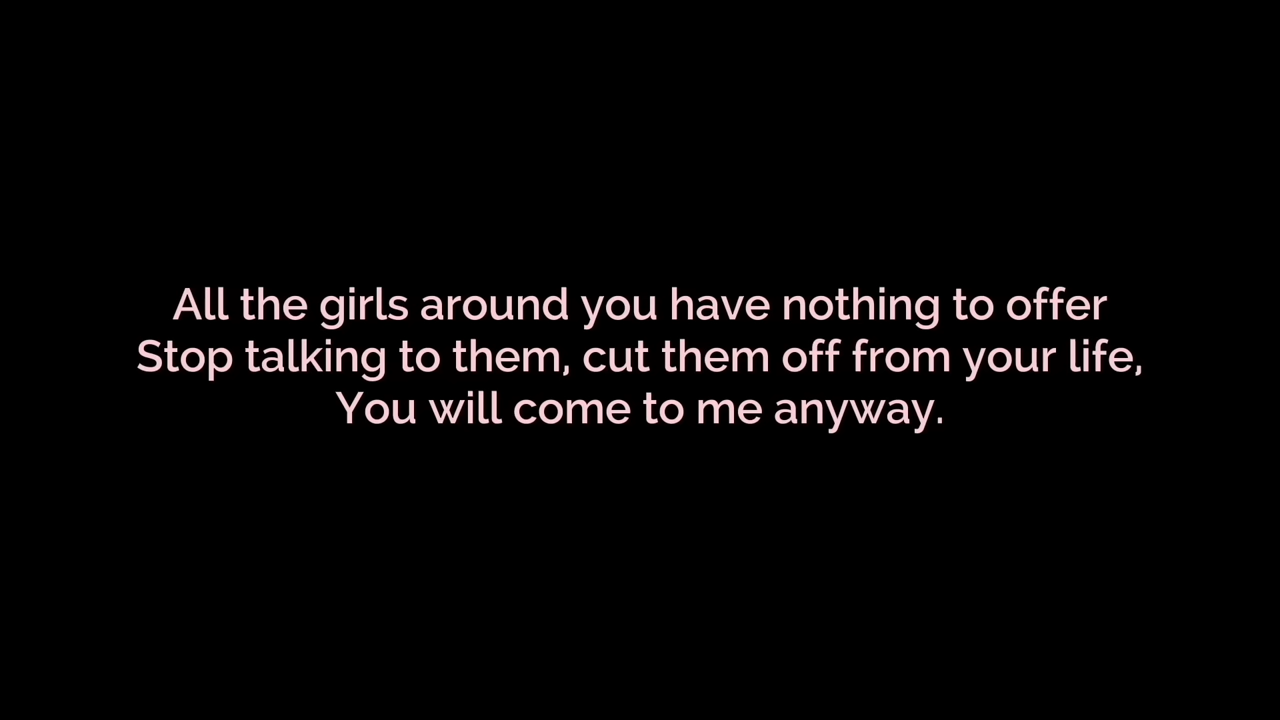 All the girls around you have nothing to offer
Stop talking to them, cut them off from your life,
You will come to me anyway.